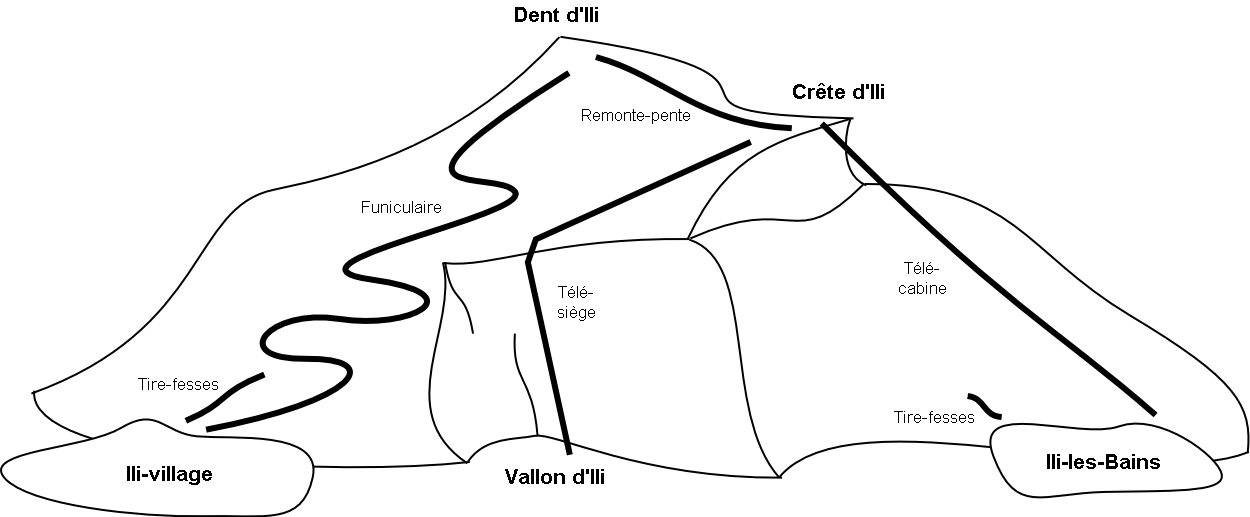 Dent d'Ili
Crête d'Ili
Remonte-pente
Funiculaire
Télé-
cabine
Télé-
siège
Tire-fesses
Tire-fesses
Ili-village
Vallon d'Ili
Ili-les-Bains